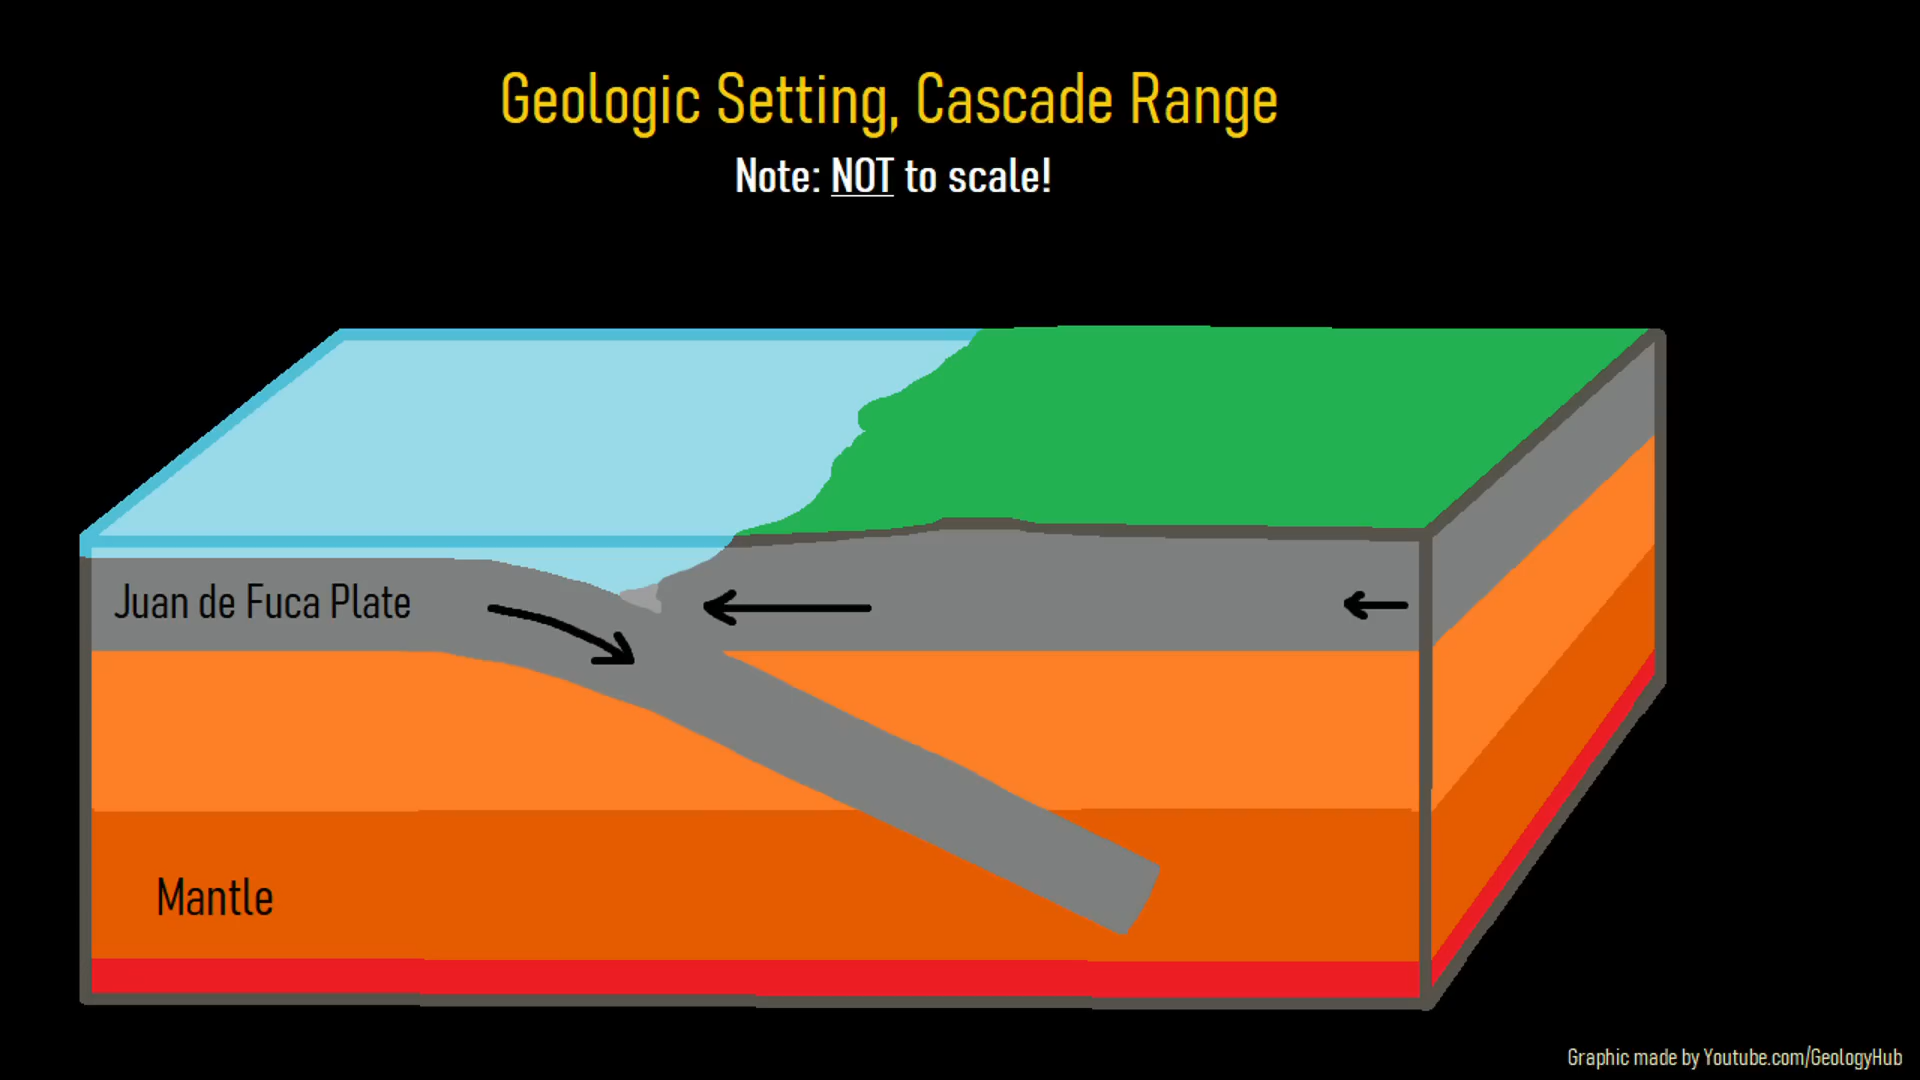 Geologic Setting, Cascade Range
Note: NOT to scale!
Juan de Fuca Plate
Mantle
Graphic made by Youtube.com/GeologyHub